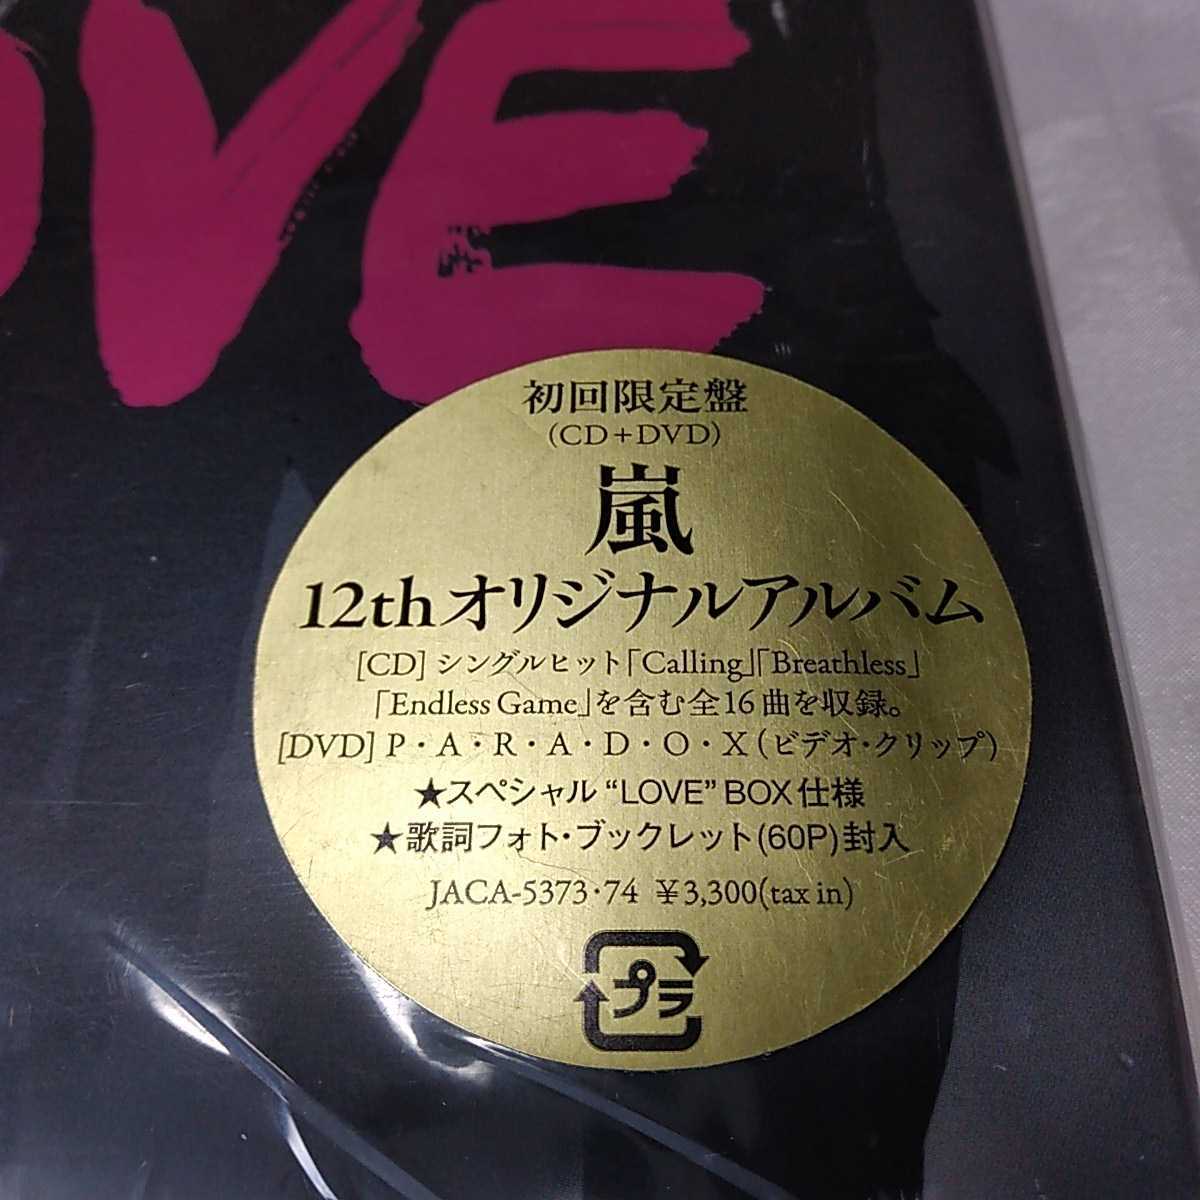 OVE
初回限定盤
(CD+DVD)
嵐
12thオリジナルアルバム
[CD] シングルヒット「Calling」「Breathless」
「Endless Game」を含む全16曲を収録。
[DVD] P・A・R・A・D・O・X(ビデオ・クリップ)
★スペシャル “LOVE” BOX仕様
★歌詞フォト・ブックレット(60P)封入
JACA-5373・74 ¥3,300(tax in)
プラ